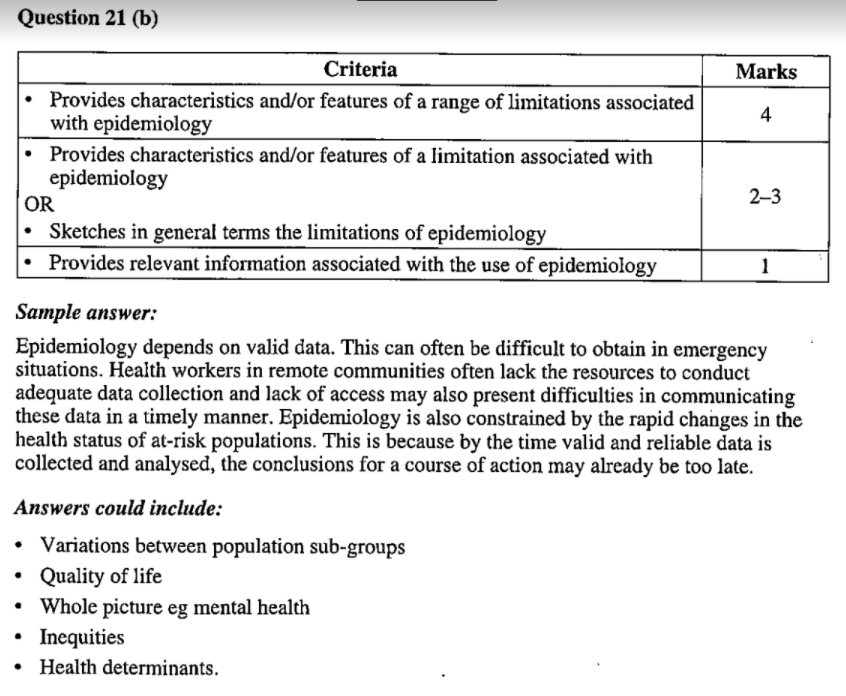 Question 21 (b)
Criteria
Marks
• Provides characteristics and/or features of a range of limitations associated
with epidemiology
4
• Provides characteristics and/or features of a limitation associated with
epidemiology
OR
• Sketches in general terms the limitations of epidemiology
2–3
• Provides relevant information associated with the use of epidemiology
1
Sample answer:
Epidemiology depends on valid data. This can often be difficult to obtain in emergency
situations. Health workers in remote communities often lack the resources to conduct
adequate data collection and lack of access may also present difficulties in communicating
these data in a timely manner. Epidemiology is also constrained by the rapid changes in the
health status of at-risk populations. This is because by the time valid and reliable data is
collected and analysed, the conclusions for a course of action may already be too late.
Answers could include:
• Variations between population sub-groups
• Quality of life
• Whole picture eg mental health
• Inequities
• Health determinants.